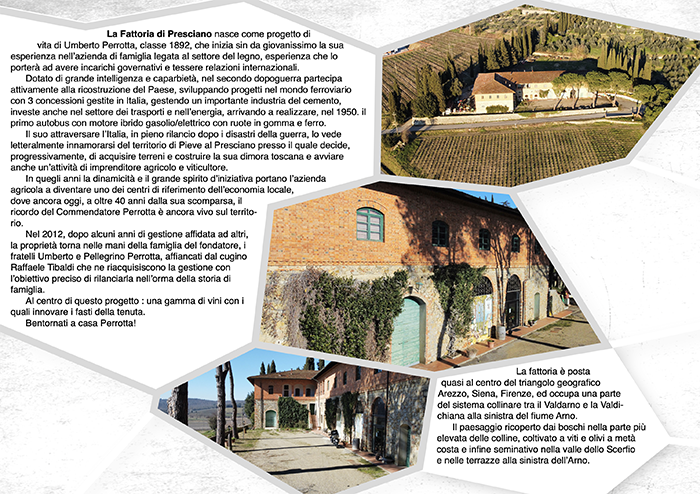 La Fattoria di Presciano nasce come progetto di
vita di Umberto Perrotta, classe 1892, che inizia sin da giovanissimo la sua
esperienza nell'azienda di famiglia legata al settore del legno, esperienza che lo
porterà ad avere incarichi governativi e tessere relazioni internazionali.
Dotato di grande intelligenza e caparbietà, nel secondo dopoguerra partecipa
attivamente alla ricostruzione del Paese, sviluppando progetti nel mondo ferroviario
con 3 concessioni gestite in Italia, gestendo un importante industria del cemento,
investe anche nel settore dei trasporti e nell'energia, arrivando a realizzare, nel 1950. il
primo autobus con motore ibrido gasolio/elettrico con ruote in gomma e ferro.
Il suo attraversare l'Italia, in pieno rilancio dopo i disastri della guerra, lo vede
letteralmente innamorarsi del territorio di Pieve al Presciano presso il quale decide,
progressivamente, di acquisire terreni e costruire la sua dimora toscana e avviare
anche un'attività di imprenditore agricolo e viticultore.
In quegli anni la dinamicità e il grande spirito d'iniziativa portano l'azienda
agricola a diventare uno dei centri di riferimento dell'economia locale,
dove ancora oggi, a oltre 40 anni dalla sua scomparsa, il
ricordo del Commendatore Perrotta è ancora vivo sul territo-
rio.
Nel 2012, dopo alcuni anni di gestione affidata ad altri,
la proprietà torna nelle mani della famiglia del fondatore, i
fratelli Umberto e Pellegrino Perrotta, affiancati dal cugino
Raffaele Tibaldi che ne riacquisiscono la gestione con
l'obiettivo preciso di rilanciarla nell'orma della storia di
famiglia.
Al centro di questo progetto : una gamma di vini con i
quali innovare i fasti della tenuta.
Bentornati a casa Perrotta!
La fattoria è posta
quasi al centro del triangolo geografico
Arezzo, Siena, Firenze, ed occupa una parte
del sistema collinare tra il Valdarno e la Valdi-
chiana alla sinistra del fiume Arno.
Il paesaggio ricoperto dai boschi nella parte più
elevata delle colline, coltivato a viti e olivi a metà
costa e infine seminativo nella valle dello Scerfio
e nelle terrazze alla sinistra dell'Arno.